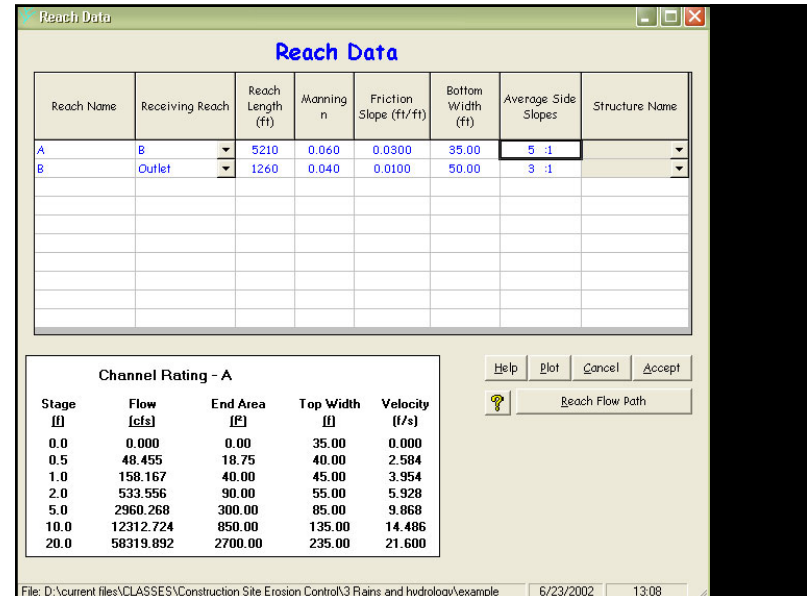 Reach Data
Reach Data
Reach Name Receiving Reach Reach Length (ft) Manning n Friction Slope (ft/ft) Bottom Width (ft) Average Side Slopes Structure Name
A B 5210 0.060 0.0300 35.00 5 :1
B Outlet 1260 0.040 0.0100 50.00 3 :1
Channel Rating - A
Stage Flow End Area Top Width Velocity
(f) (cfs) (f²) (f) (f/s)
0.0 0.000 0.00 35.00 0.000
0.5 48.455 18.75 40.00 2.584
1.0 158.167 40.00 45.00 3.954
2.0 533.556 90.00 55.00 5.928
5.0 2960.268 300.00 85.00 9.868
10.0 12312.724 850.00 135.00 14.486
20.0 58319.892 2700.00 235.00 21.600
Help Plot Cancel Accept
? Reach Flow Path
File: D:\current files\CLASSES\Construction Site Erosion Control\3 Rains and hydrology\example 6/23/2002 13:08